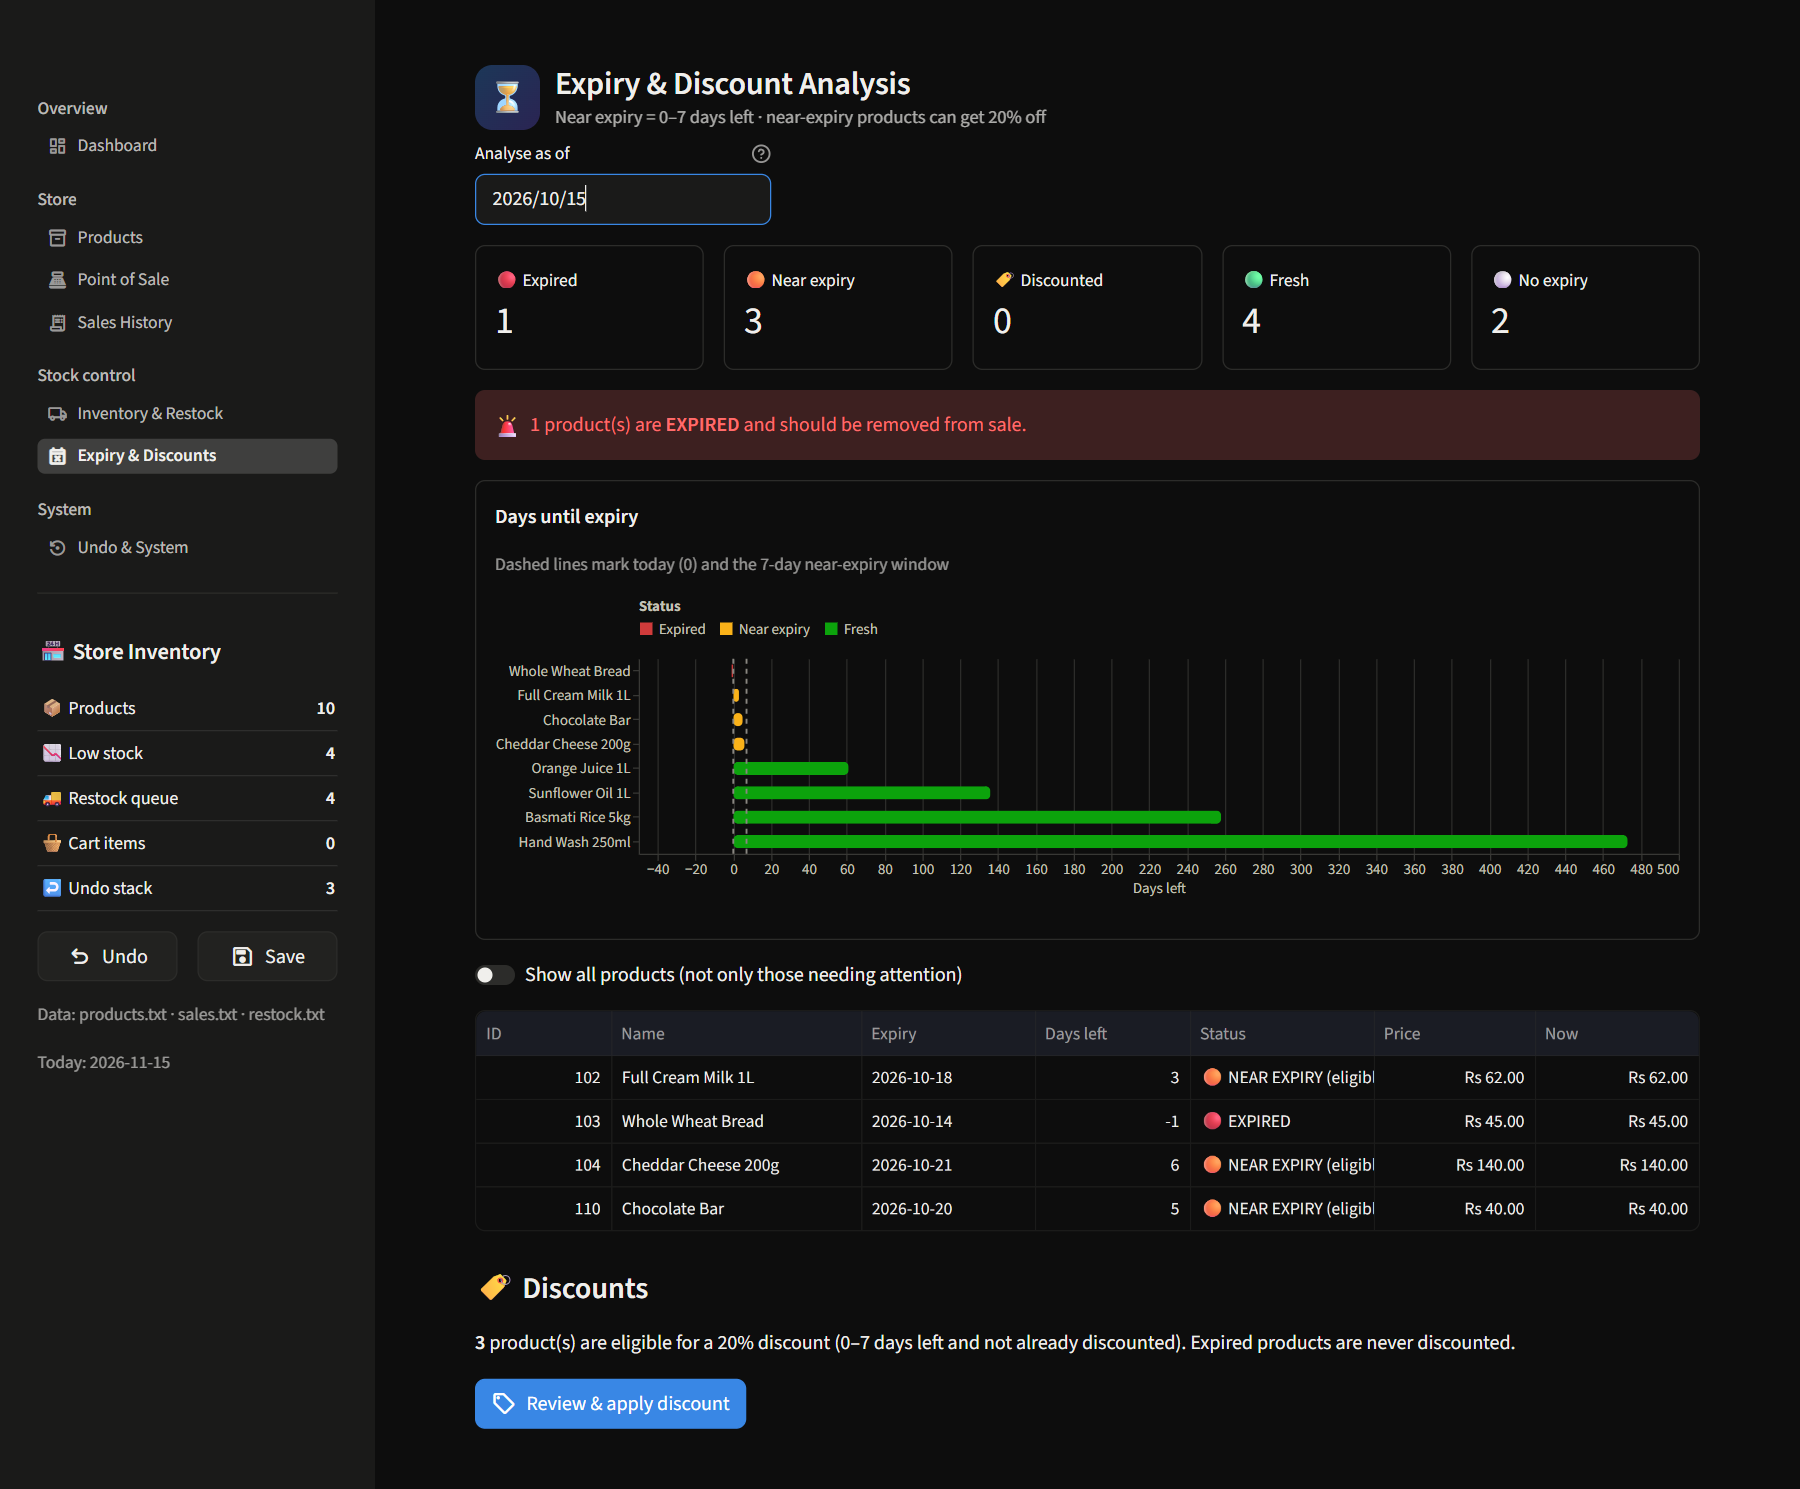 Overview
Dashboard
Store
Products
Point of Sale
Sales History
Stock control
Inventory & Restock
Expiry & Discounts
System
Undo & System
Store Inventory
Products 10
Low stock 4
Restock queue 4
Cart items 0
Undo stack 3
Undo Save
Data: products.txt · sales.txt · restock.txt
Today: 2026-11-15
Expiry & Discount Analysis
Near expiry = 0–7 days left · near-expiry products can get 20% off
Analyse as of
2026/10/15
Expired Near expiry Discounted Fresh No expiry
1 3 0 4 2
1 product(s) are EXPIRED and should be removed from sale.
Days until expiry
Dashed lines mark today (0) and the 7-day near-expiry window
Status
Expired Near expiry Fresh
Whole Wheat Bread
Full Cream Milk 1L
Chocolate Bar
Cheddar Cheese 200g
Orange Juice 1L
Sunflower Oil 1L
Basmati Rice 5kg
Hand Wash 250ml
−40 −20 0 20 40 60 80 100 120 140 160 180 200 220 240 260 280 300 320 340 360 380 400 420 440 460 480 500
Days left
Show all products (not only those needing attention)
ID Name Expiry Days left Status Price Now
102 Full Cream Milk 1L 2026-10-18 3 NEAR EXPIRY (eligibl Rs 62.00 Rs 62.00
103 Whole Wheat Bread 2026-10-14 -1 EXPIRED Rs 45.00 Rs 45.00
104 Cheddar Cheese 200g 2026-10-21 6 NEAR EXPIRY (eligibl Rs 140.00 Rs 140.00
110 Chocolate Bar 2026-10-20 5 NEAR EXPIRY (eligibl Rs 40.00 Rs 40.00
Discounts
3 product(s) are eligible for a 20% discount (0–7 days left and not already discounted). Expired products are never discounted.
Review & apply discount